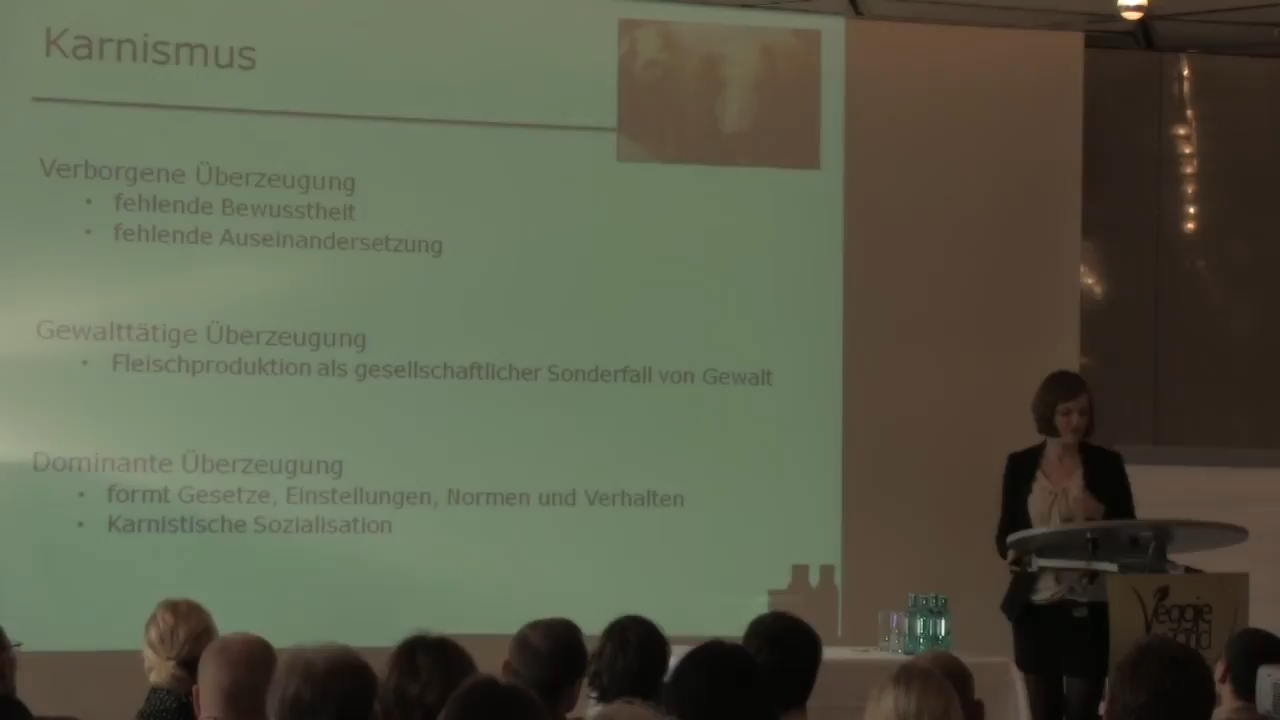 Karnismus
Verborgene Überzeugung
• fehlende Bewusstheit
• fehlende Auseinandersetzung
Gewalttätige Überzeugung
• Fleischproduktion als gesellschaftlicher Sonderfall von Gewalt
Dominante Überzeugung
• formt Gesetze, Einstellungen, Normen und Verhalten
• Karnistische Sozialisation
Veggie